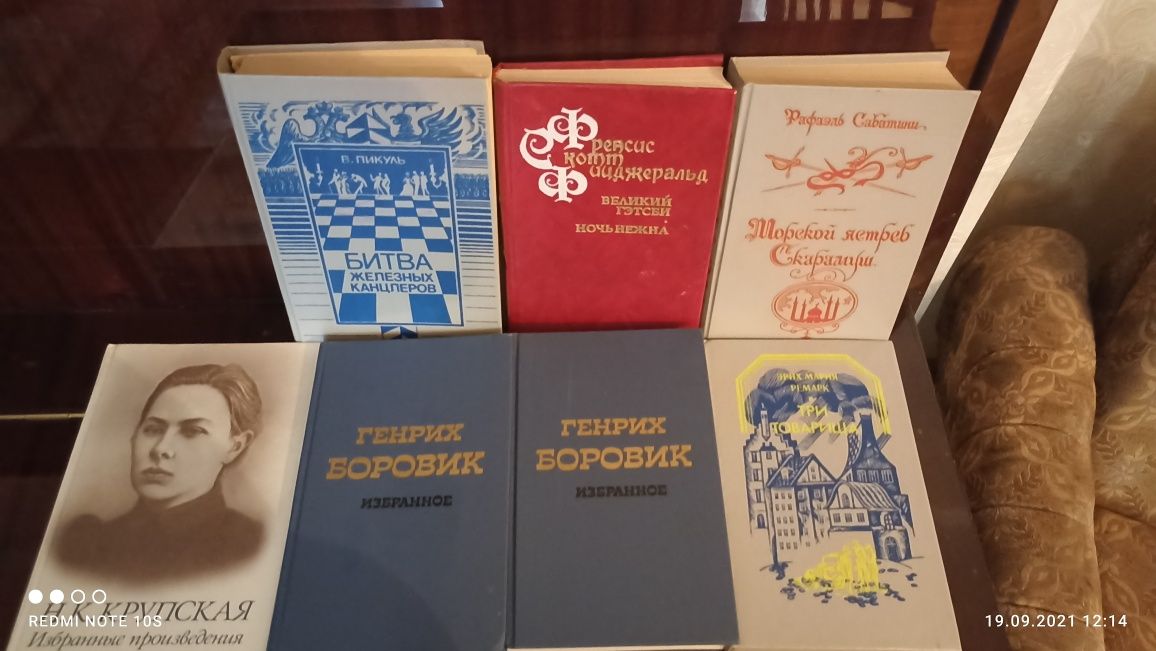 В. ПИКУЛЬ
БИТВА
ЖЕЛЕЗНЫХ
КАНЦЛЕРОВ
Фрэнсис
Скотт
Фицджеральд
ВЕЛИКИЙ
ГЭТСБИ
НОЧЬ НЕЖНА
Рафаэль Сабатини
Морской ястреб
Скарамуш
Н. К. КРУПСКАЯ
Избранные произведения
ГЕНРИХ
БОРОВИК
ИЗБРАННОЕ
ГЕНРИХ
БОРОВИК
ИЗБРАННОЕ
ЭРИХ МАРИЯ
РЕМАРК
ТРИ
ТОВАРИЩА
REDMI NOTE 10S
19.09.2021 12:14